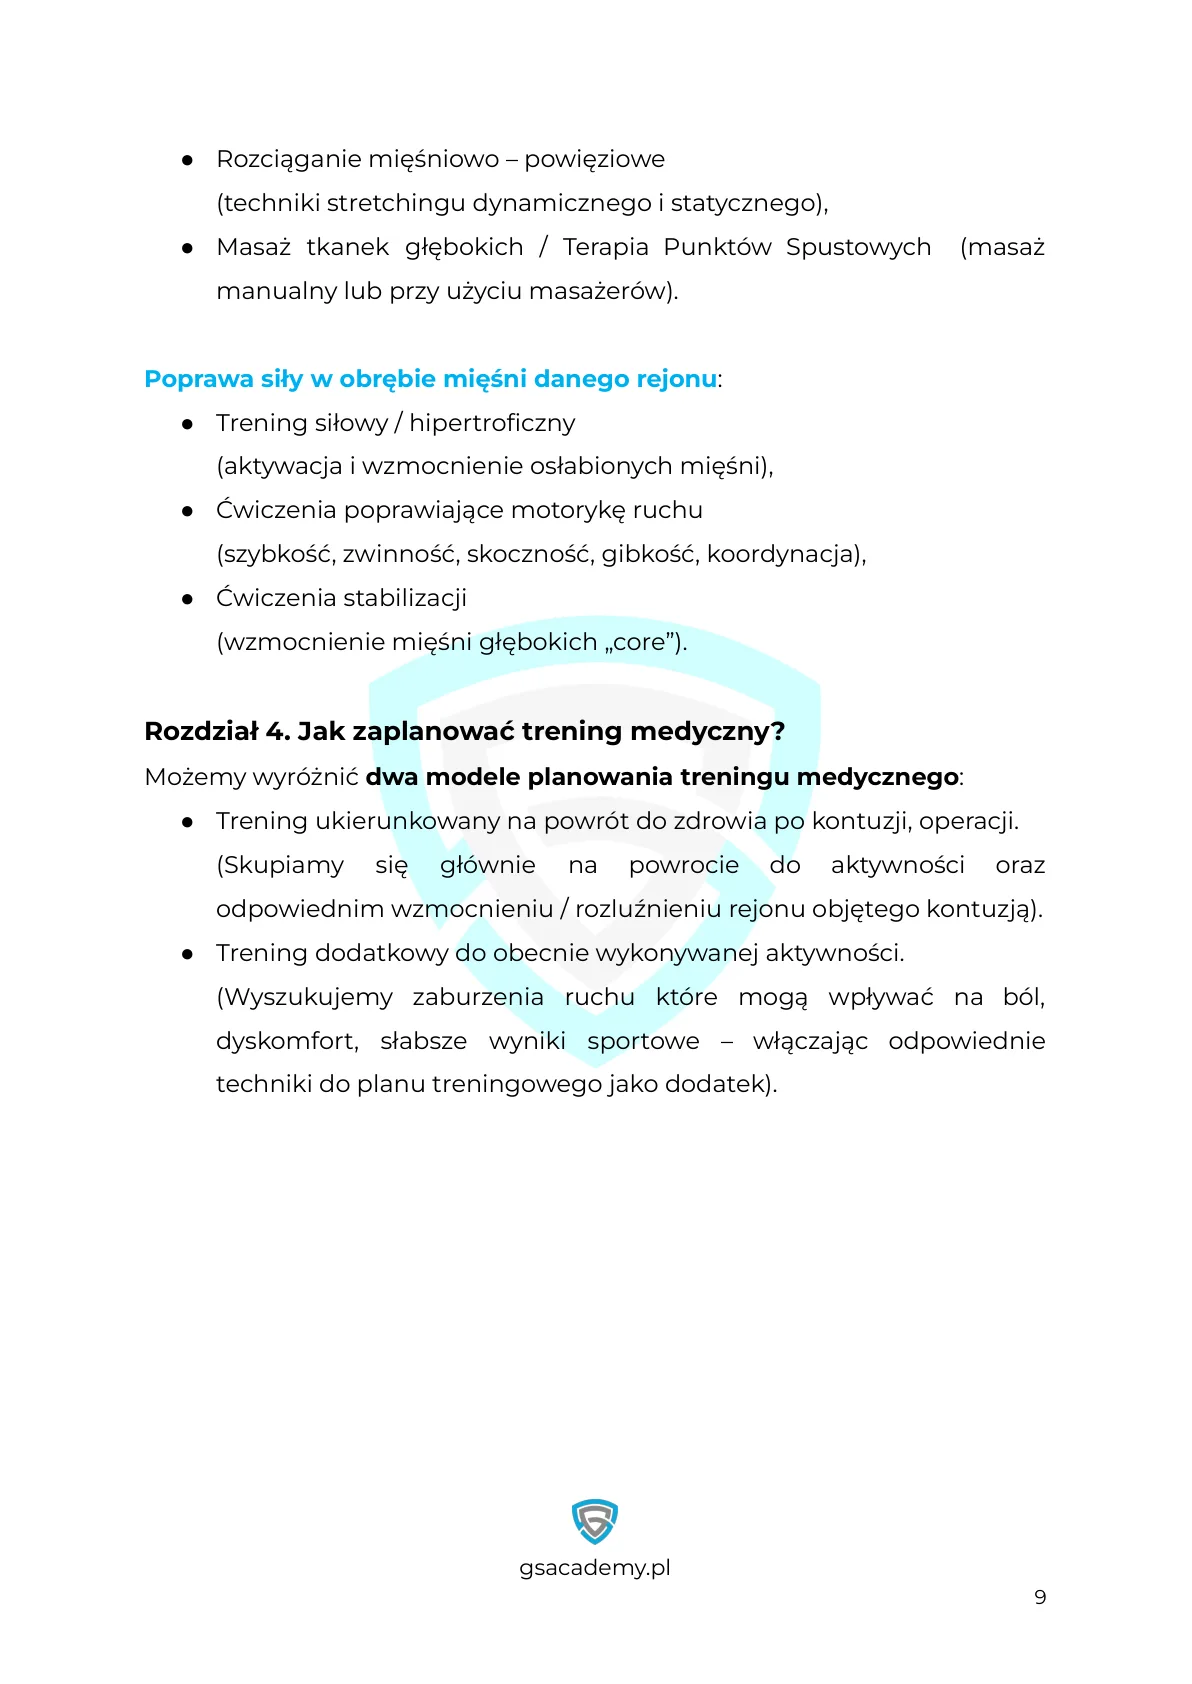 ● Rozciąganie mięśniowo – powięziowe
(techniki stretchingu dynamicznego i statycznego),
● Masaż tkanek głębokich / Terapia Punktów Spustowych (masaż
manualny lub przy użyciu masażerów).
Poprawa siły w obrębie mięśni danego rejonu:
● Trening siłowy / hipertroficzny
(aktywacja i wzmocnienie osłabionych mięśni),
● Ćwiczenia poprawiające motorykę ruchu
(szybkość, zwinność, skoczność, gibkość, koordynacja),
● Ćwiczenia stabilizacji
(wzmocnienie mięśni głębokich „core”).
Rozdział 4. Jak zaplanować trening medyczny?
Możemy wyróżnić dwa modele planowania treningu medycznego:
● Trening ukierunkowany na powrót do zdrowia po kontuzji, operacji.
(Skupiamy się głównie na powrocie do aktywności oraz
odpowiednim wzmocnieniu / rozluźnieniu rejonu objętego kontuzją).
● Trening dodatkowy do obecnie wykonywanej aktywności.
(Wyszukujemy zaburzenia ruchu które mogą wpływać na ból,
dyskomfort, słabsze wyniki sportowe – włączając odpowiednie
techniki do planu treningowego jako dodatek).
gsacademy.pl
9